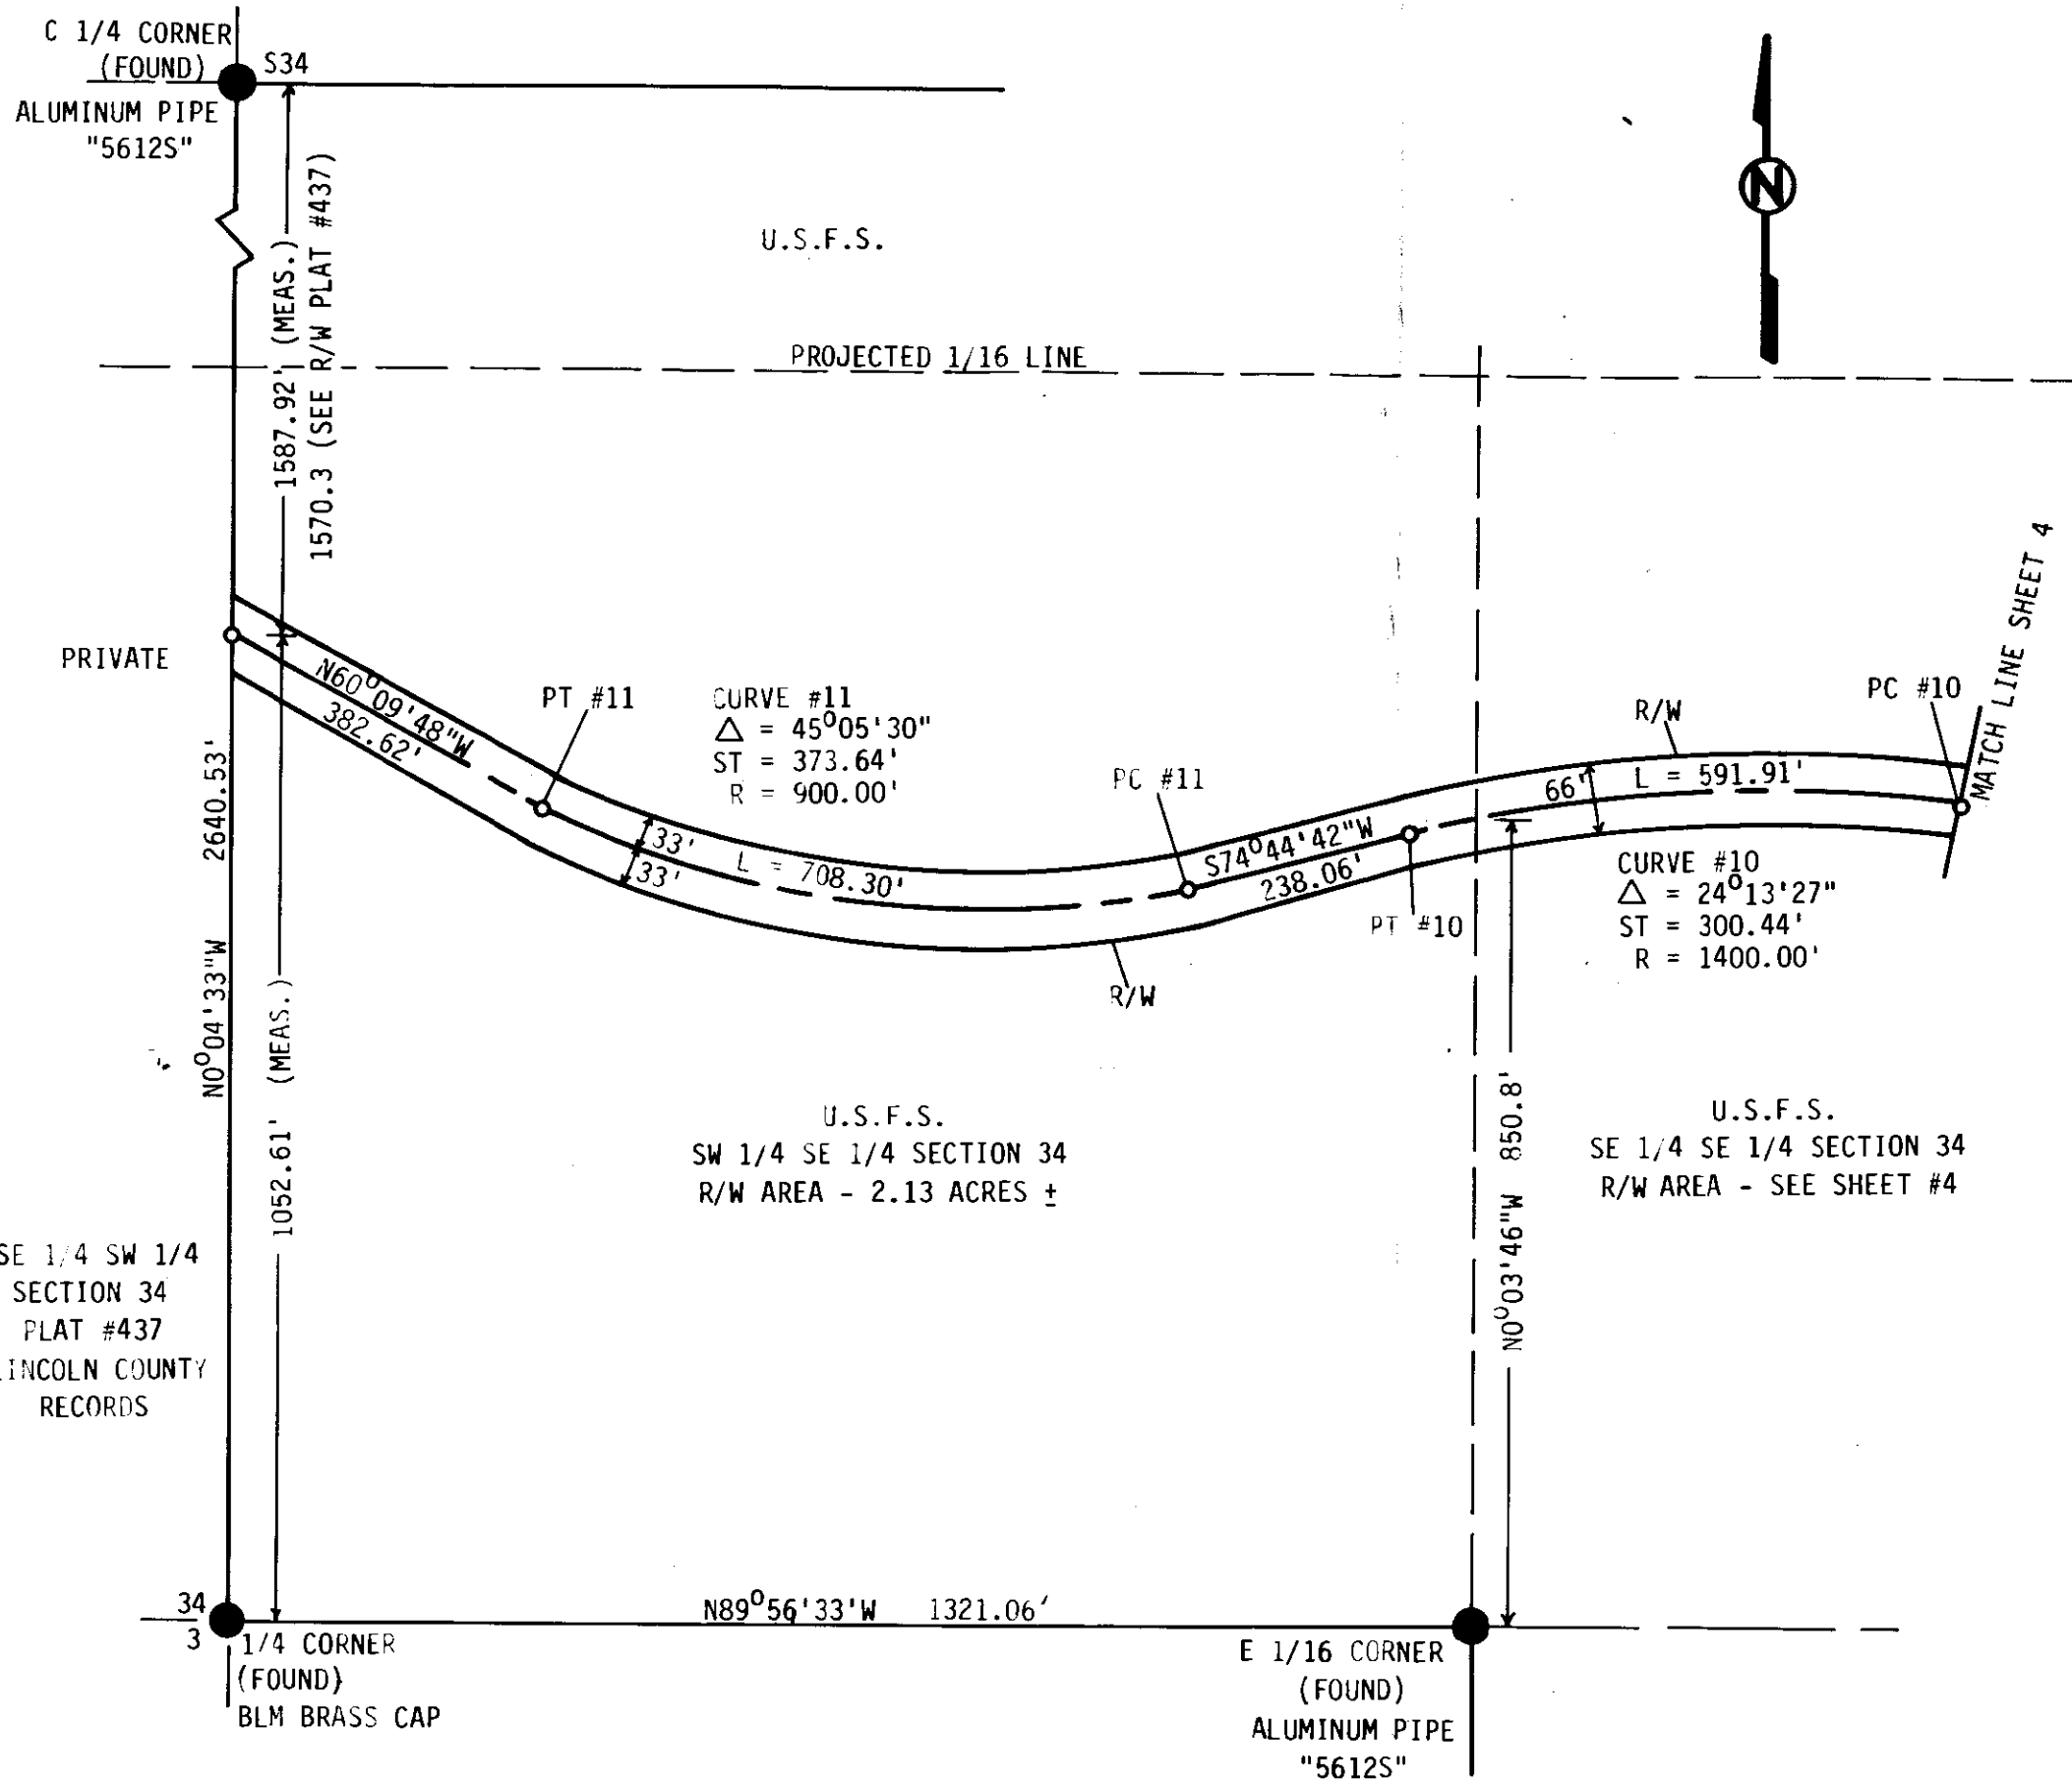 C 1/4 CORNER
(FOUND)
S34
ALUMINUM PIPE
"5612S"
1587.92' (MEAS.)
1570.3 (SEE R/W PLAT #437)
U.S.F.S.
N
PROJECTED 1/16 LINE
PRIVATE
N60°09'48"W
382.62'
PT #11
CURVE #11
△ = 45°05'30"
ST = 373.64'
R = 900.00'
33'
33'
L = 708.30'
PC #11
S74°44'42"W
238.06'
PT #10
R/W
R/W
66'
L = 591.91'
PC #10
MATCH LINE SHEET 4
CURVE #10
△ = 24°13'27"
ST = 300.44'
R = 1400.00'
N0°04'33"W 2640.53'
1052.61' (MEAS.)
U.S.F.S.
SW 1/4 SE 1/4 SECTION 34
R/W AREA - 2.13 ACRES ±
N0°03'46"W 850.8'
U.S.F.S.
SE 1/4 SE 1/4 SECTION 34
R/W AREA - SEE SHEET #4
SE 1/4 SW 1/4
SECTION 34
PLAT #437
LINCOLN COUNTY
RECORDS
34
3
1/4 CORNER
(FOUND)
BLM BRASS CAP
N89°56'33'W 1321.06'
E 1/16 CORNER
(FOUND)
ALUMINUM PIPE
"5612S"